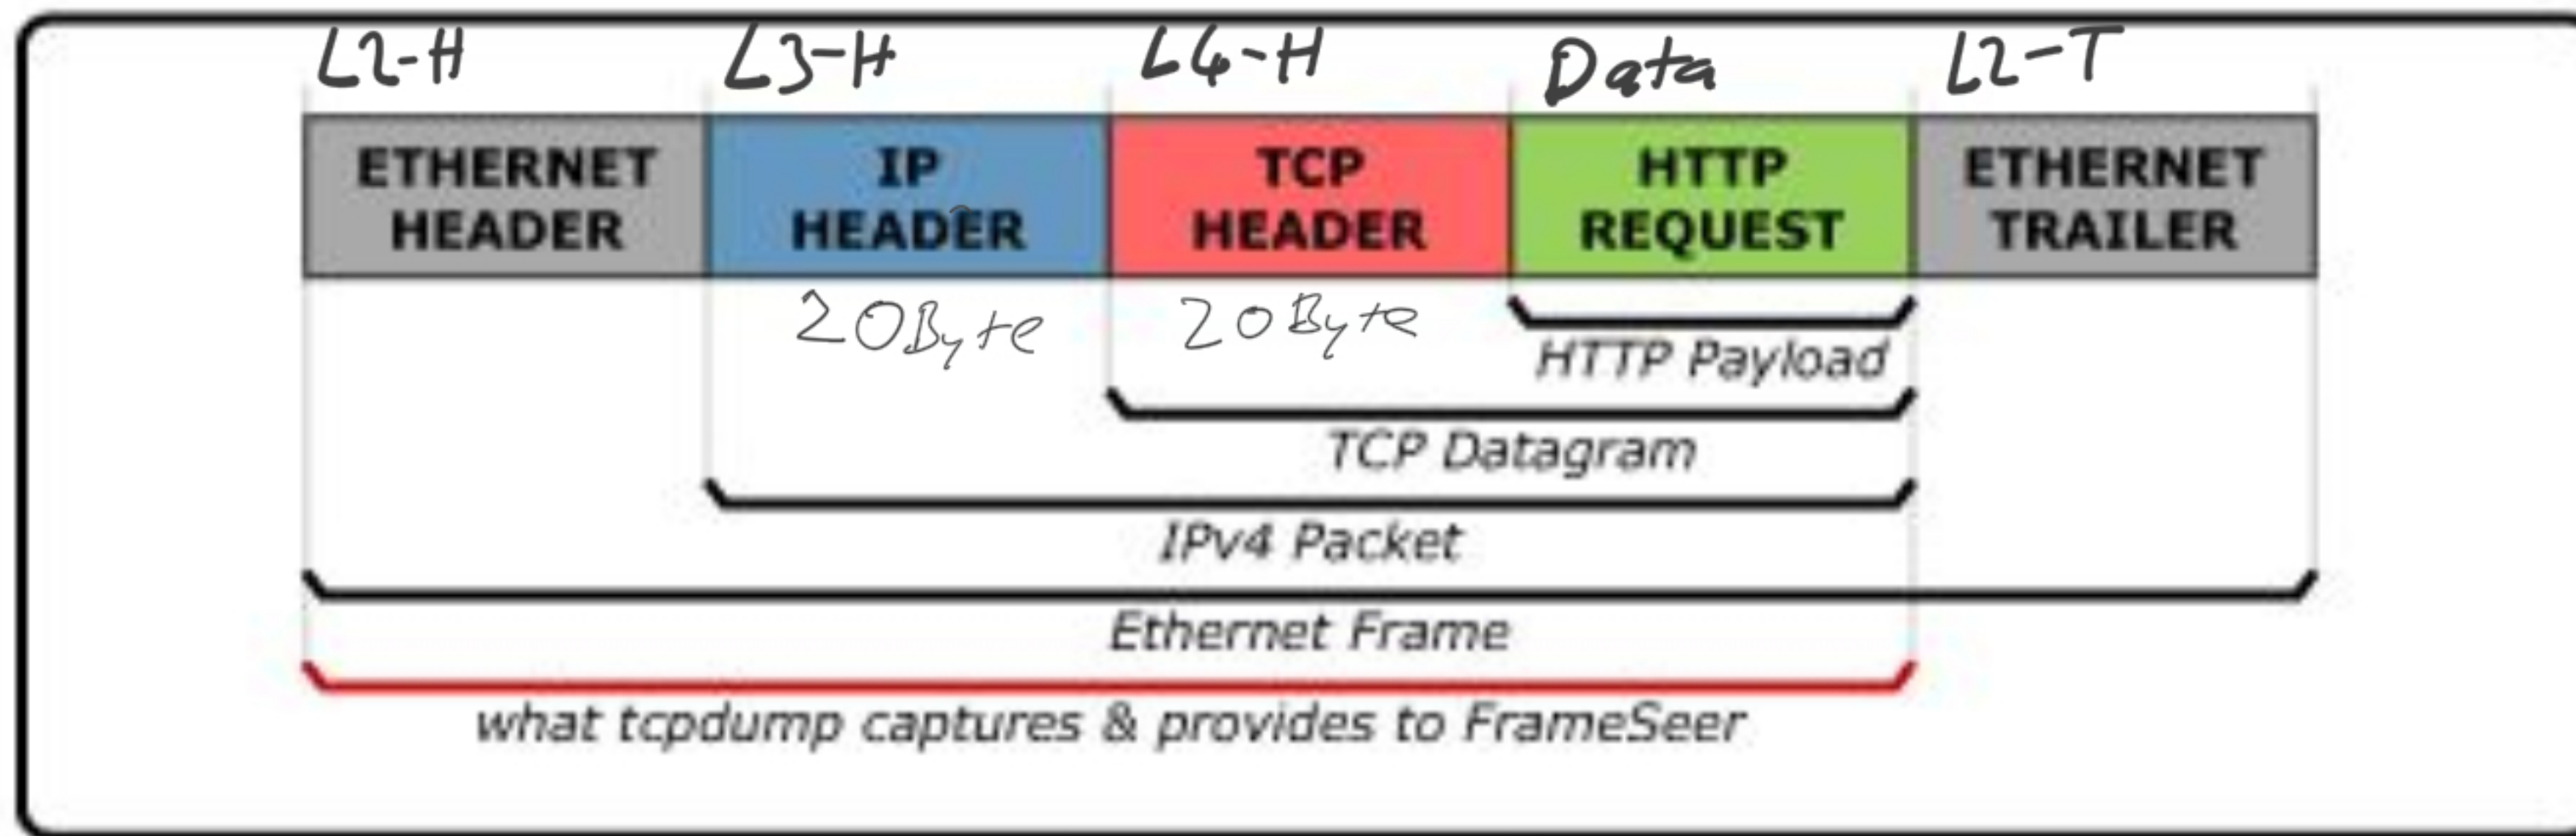 L2-H L3-H L4-H Data L2-T
ETHERNET HEADER
IP HEADER
TCP HEADER
HTTP REQUEST
ETHERNET TRAILER
20Byte 20Byte
HTTP Payload
TCP Datagram
IPv4 Packet
Ethernet Frame
what tcpdump captures & provides to FrameSeer